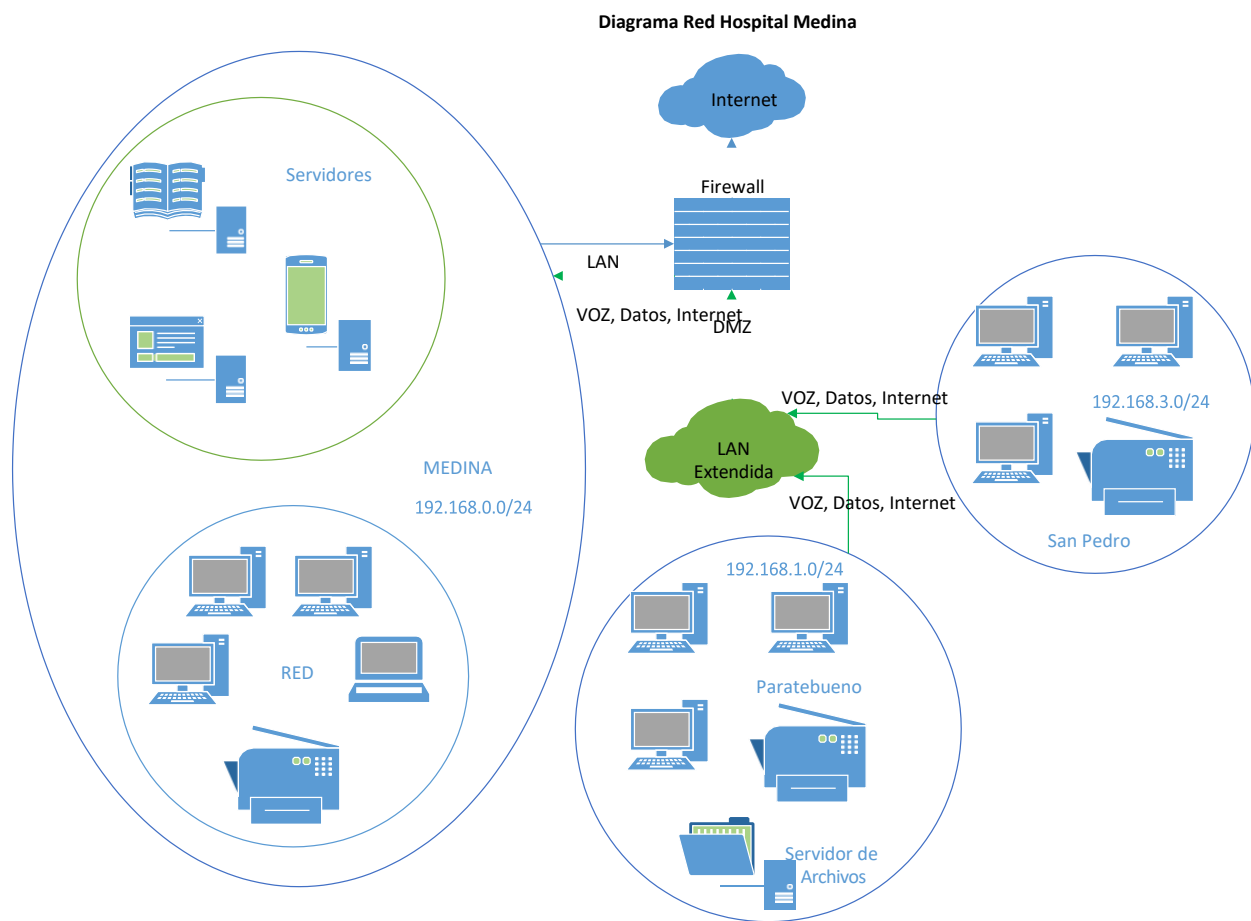 Diagrama Red Hospital Medina
Internet
Servidores
Firewall
LAN
VOZ, Datos, Internet
DMZ
VOZ, Datos, Internet
192.168.3.0/24
LAN
Extendida
MEDINA
192.168.0.0/24
VOZ, Datos, Internet
San Pedro
192.168.1.0/24
RED
Paratebueno
Servidor de
Archivos